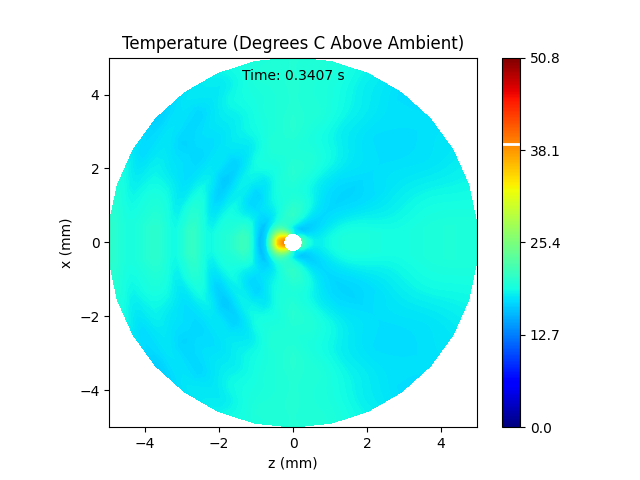 Temperature (Degrees C Above Ambient)
Time: 0.3407 s
4
2
0
−2
−4
x (mm)
−4 −2 0 2 4
z (mm)
50.8
38.1
25.4
12.7
0.0